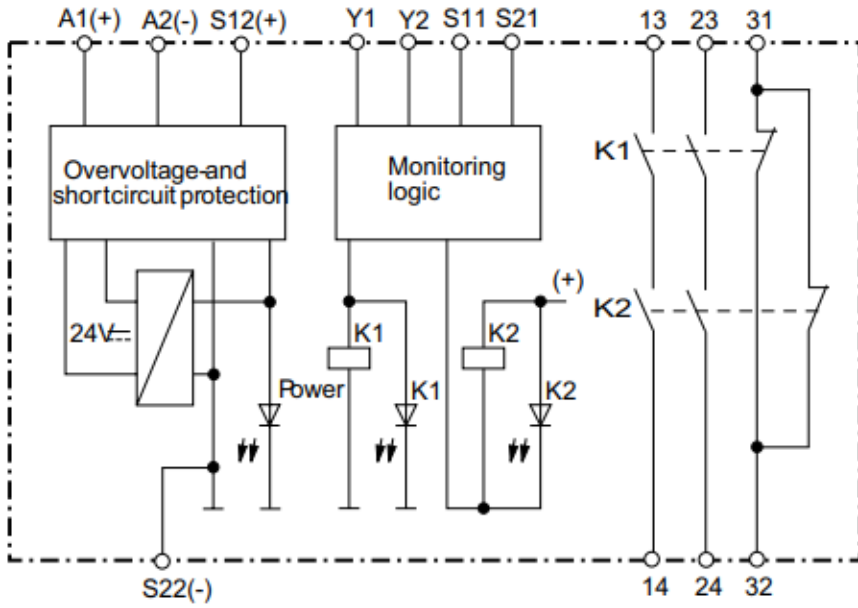 A1(+) A2(-) S12(+) Y1 Y2 S11 S21 13 23 31
Overvoltage-and
shortcircuit protection
Monitoring
logic
K1
(+)
K2
24V
K1
K2
Power
K1
K2
S22(-)
14 24 32